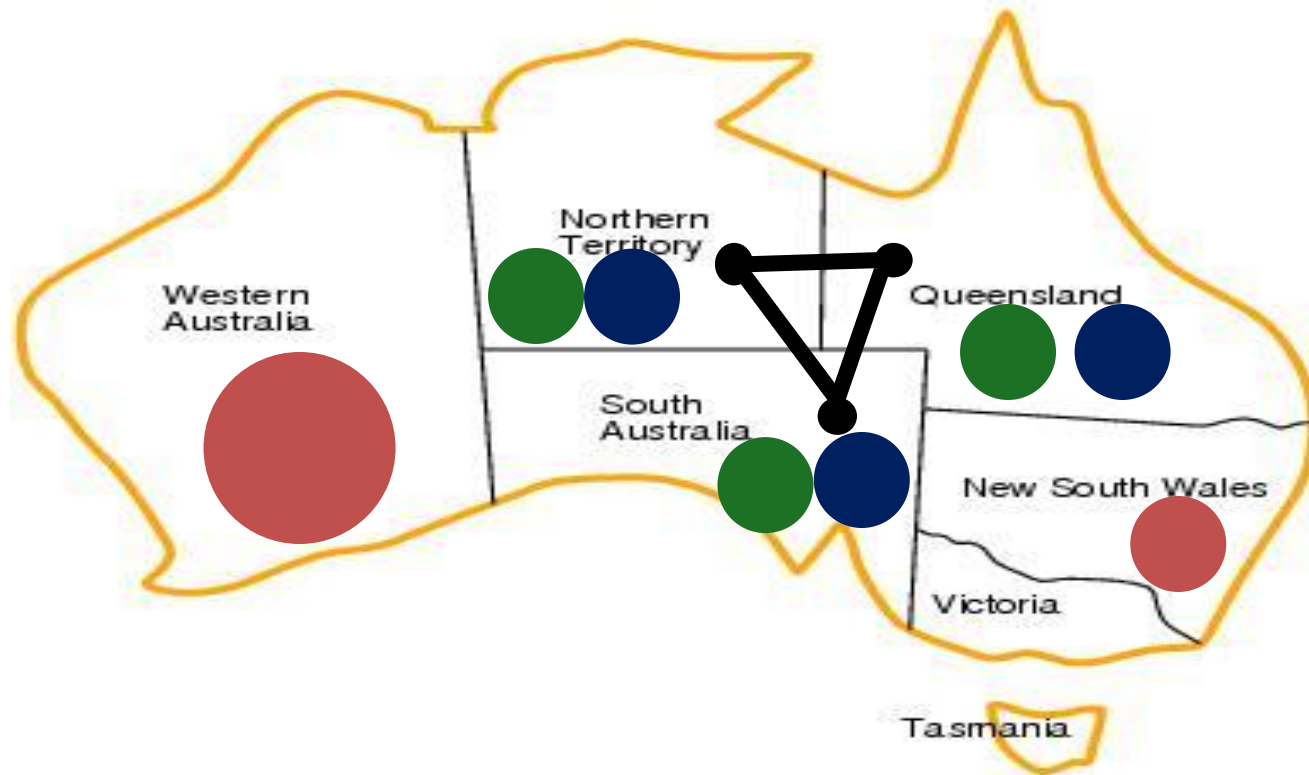 Northern
Territory
Western
Australia
Queensland
South
Australia
New South Wales
Victoria
Tasmania